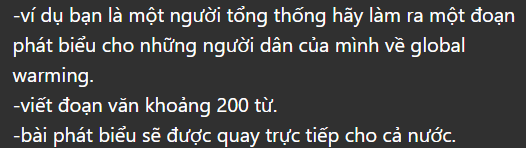 -ví dụ bạn là một người tổng thống hãy làm ra một đoạn
phát biểu cho những người dân của mình về global
warming.
-viết đoạn văn khoảng 200 từ.
-bài phát biểu sẽ được quay trực tiếp cho cả nước.